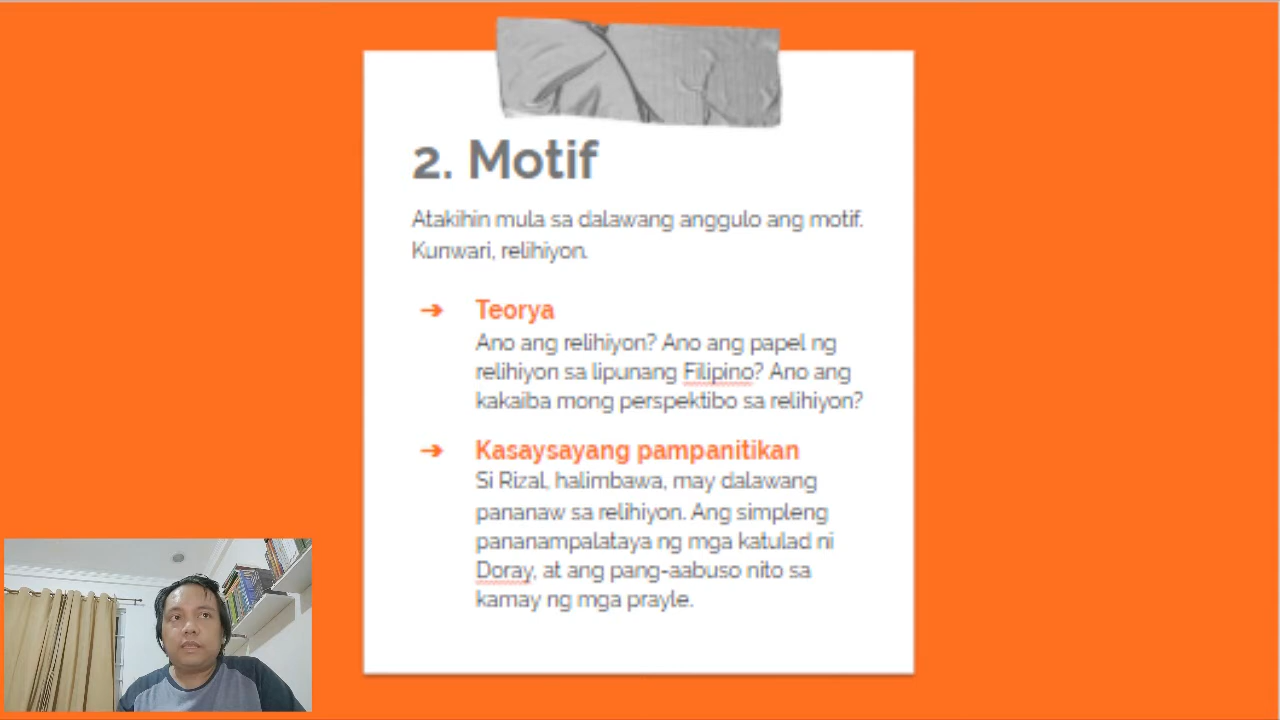 2. Motif
Atakihin mula sa dalawang anggulo ang motif.
Kunwari, relihiyon.
➔ Teorya
Ano ang relihiyon? Ano ang papel ng
relihiyon sa lipunang Filipino? Ano ang
kakaiba mong perspektibo sa relihiyon?
➔ Kasaysayang pampanitikan
Si Rizal, halimbawa, may dalawang
pananaw sa relihiyon. Ang simpleng
pananampalataya ng mga katulad ni
Doray, at ang pang-aabuso nito sa
kamay ng mga prayle.